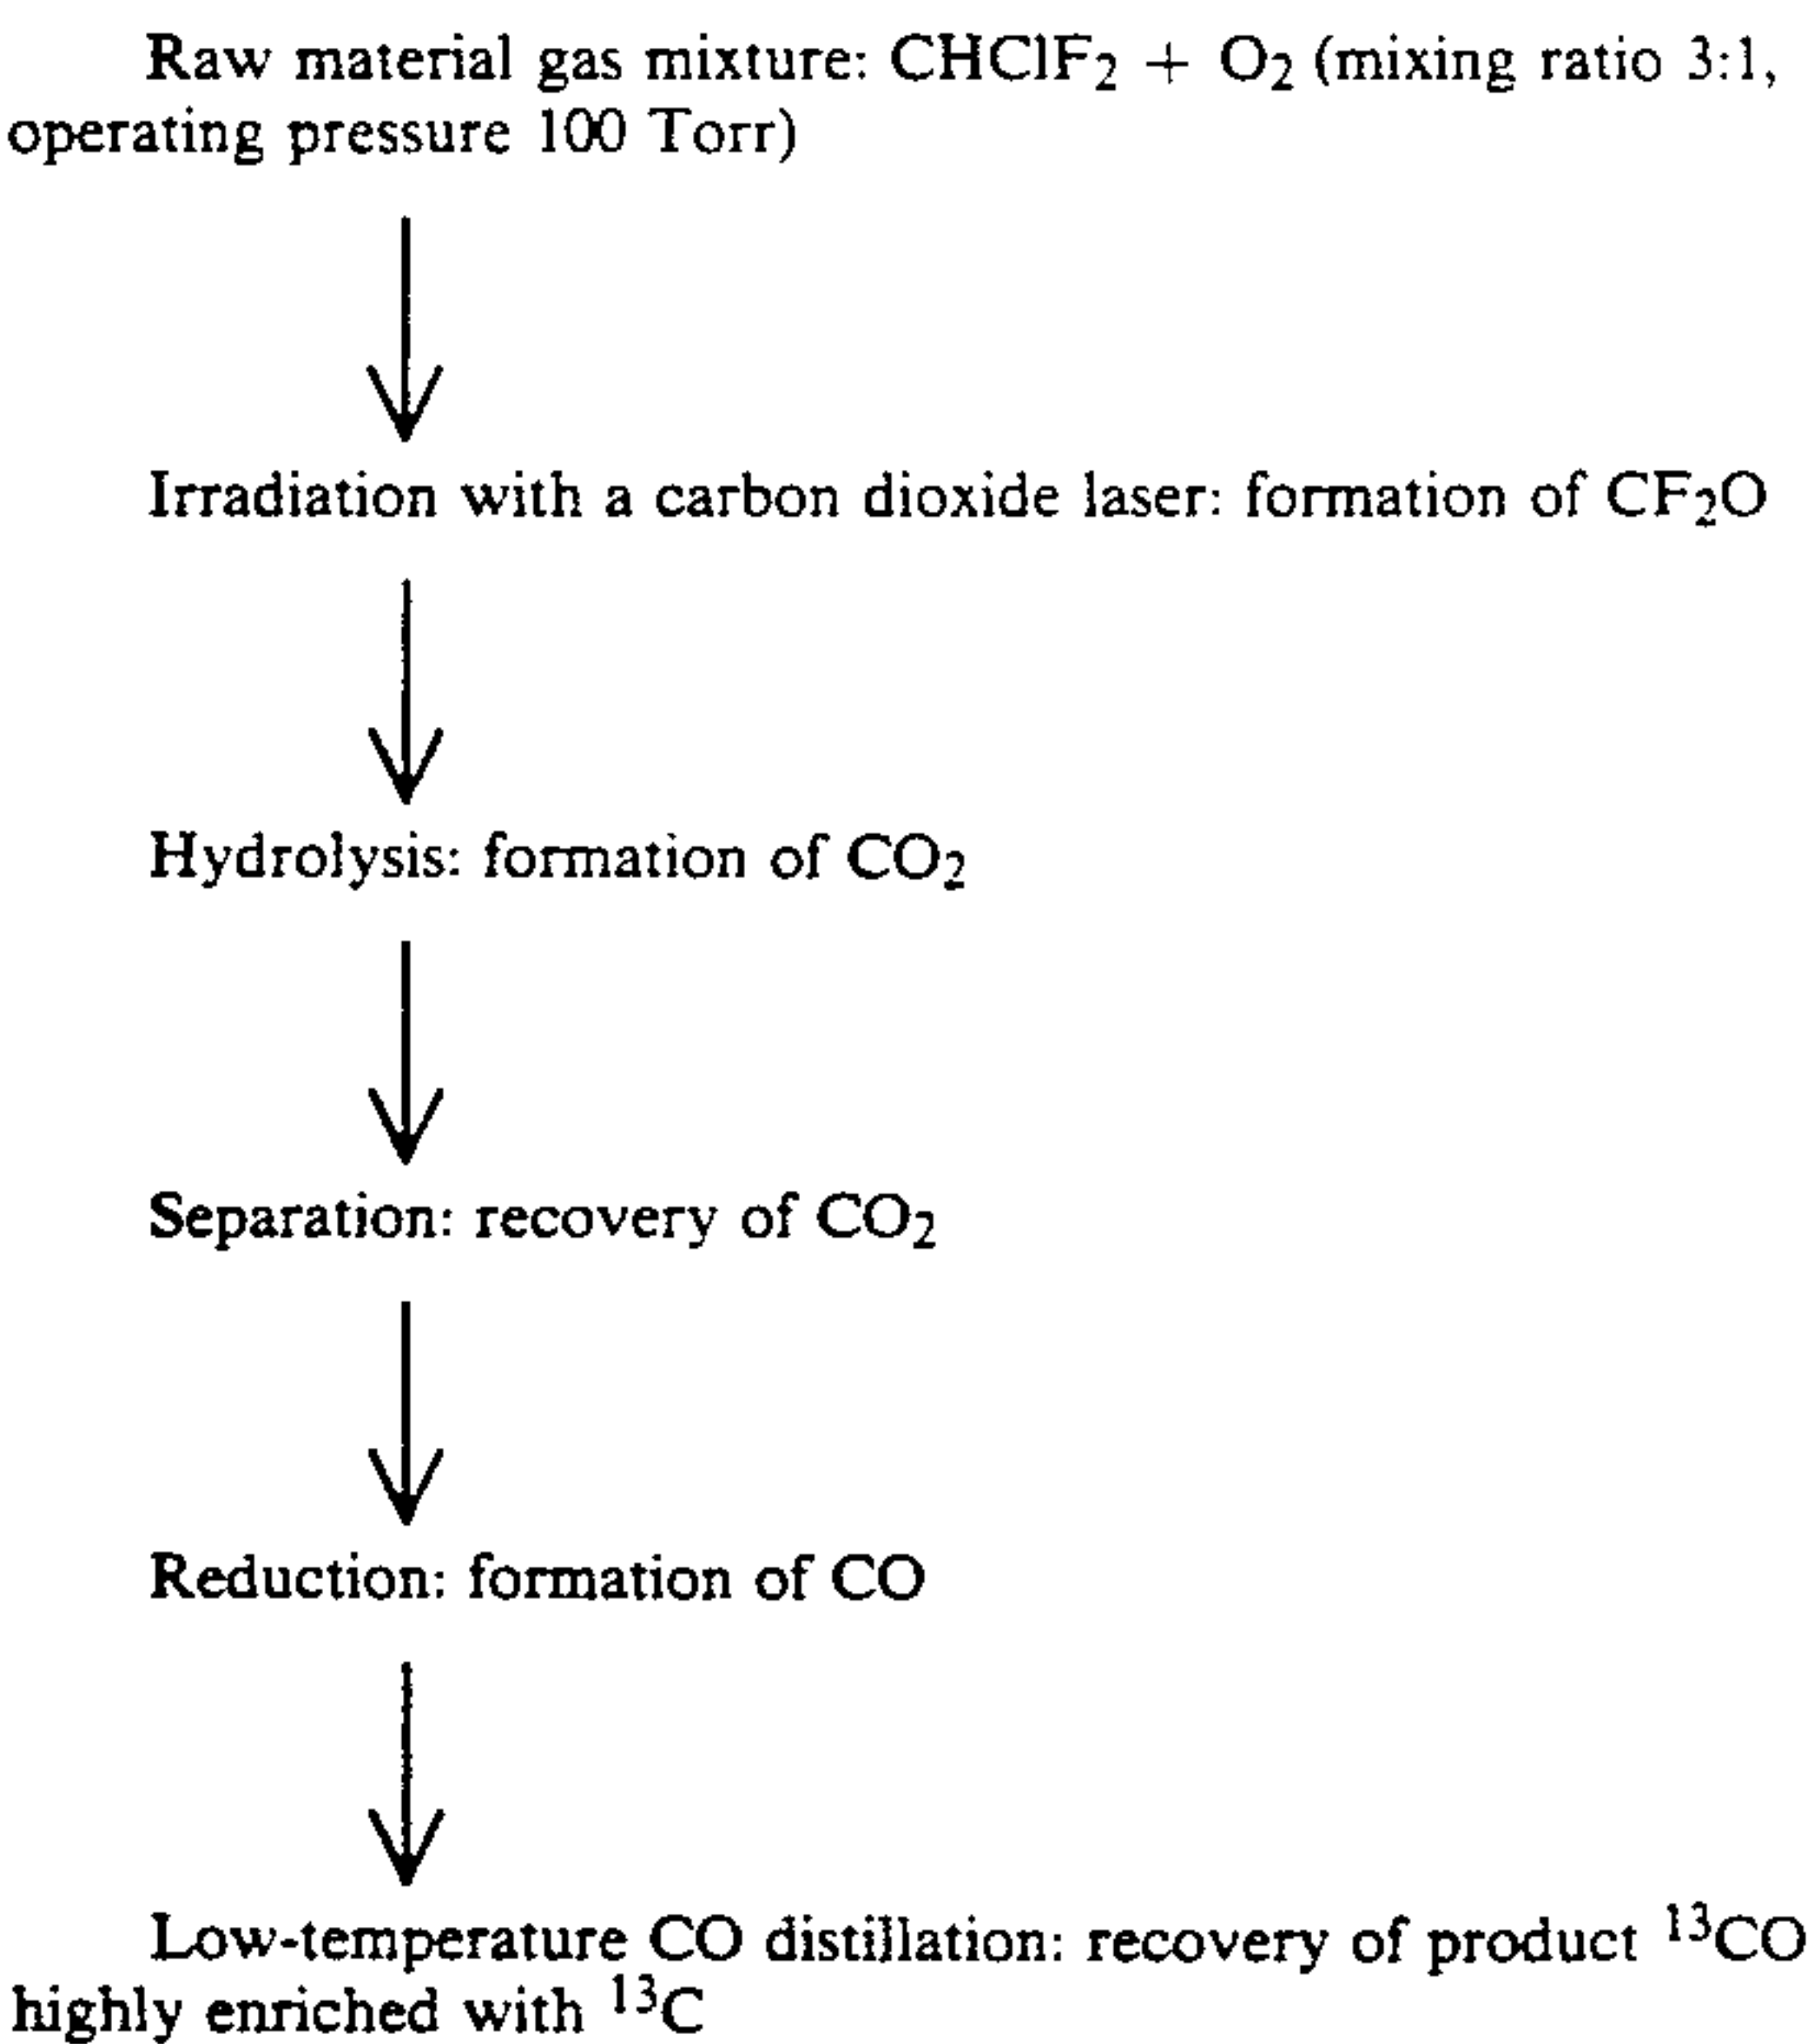 Raw material gas mixture: CHClF₂ + O₂ (mixing ratio 3:1,
operating pressure 100 Torr)
Irradiation with a carbon dioxide laser: formation of CF₂O
Hydrolysis: formation of CO₂
Separation: recovery of CO₂
Reduction: formation of CO
Low-temperature CO distillation: recovery of product ¹³CO
highly enriched with ¹³C